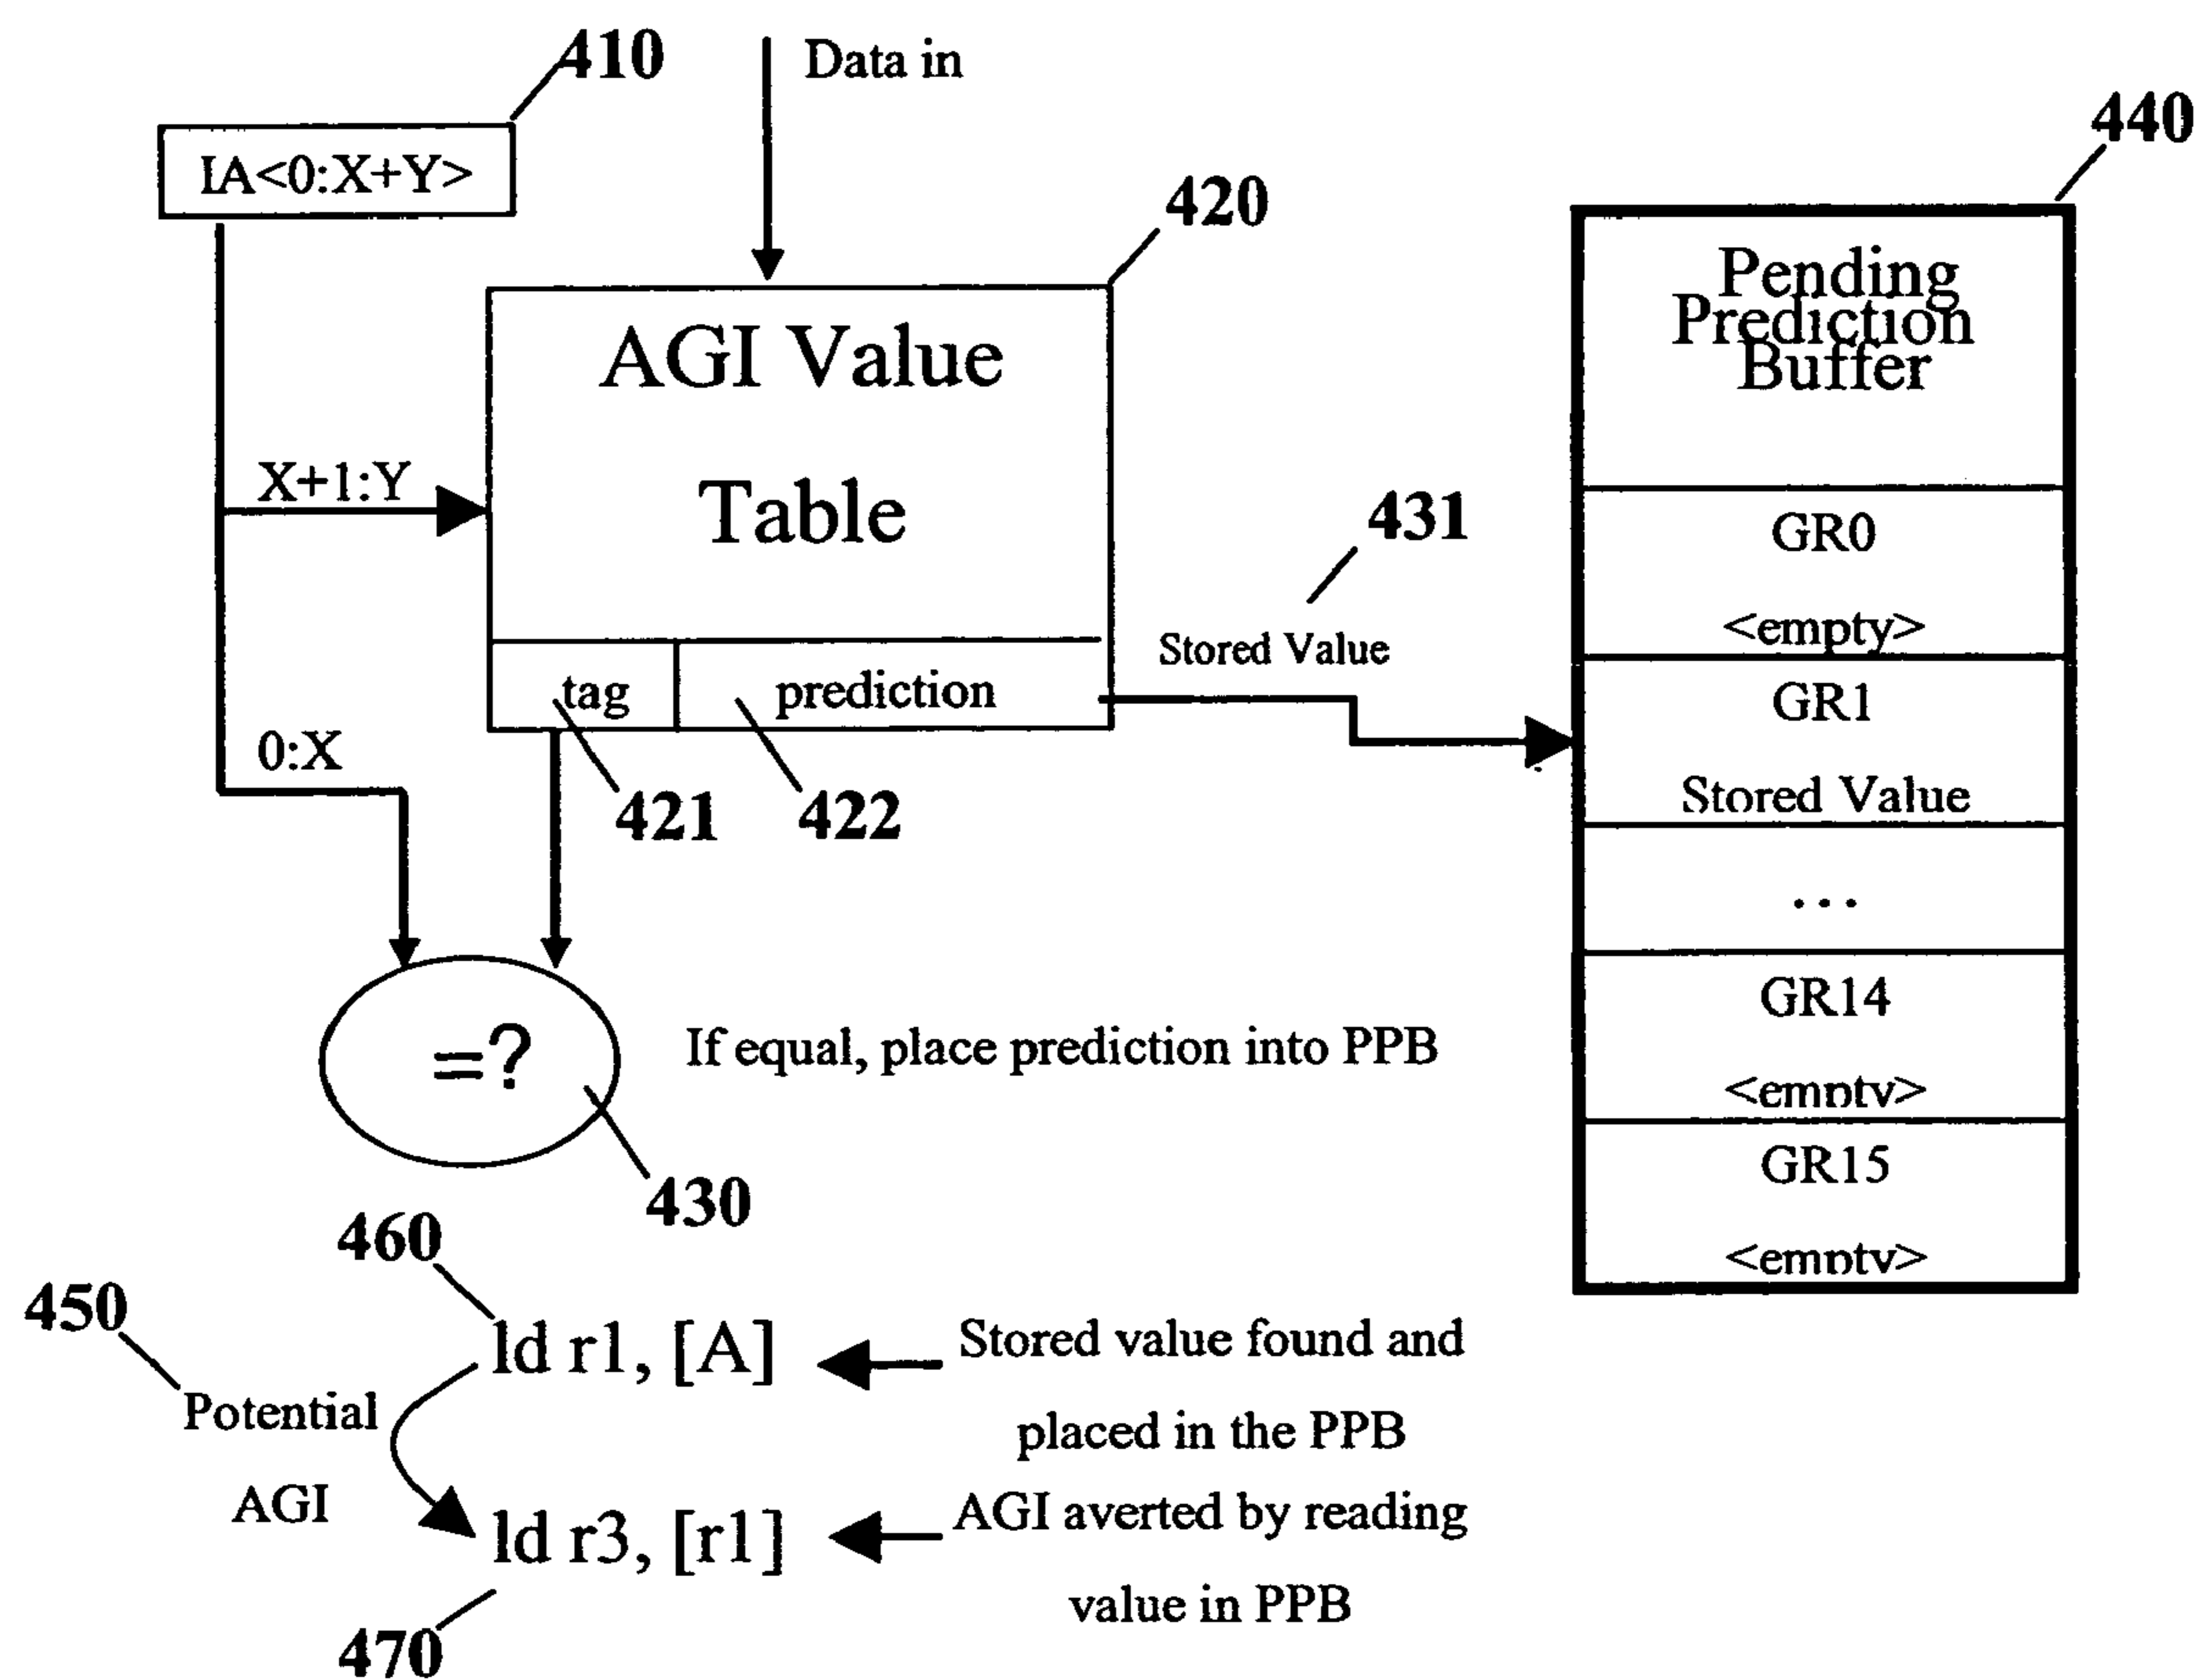 410
Data in
IA<0:X+Y>
440
420
Pending
Prediction
Buffer
AGI Value
Table
X+1:Y
431
GR0
<empty>
Stored Value
tag
prediction
GR1
Stored Value
0:X
421
422
...
GR14
<empty>
=?
If equal, place prediction into PPB
430
GR15
<empty>
460
450
ld r1, [A]
Stored value found and
placed in the PPB
Potential
AGI
ld r3, [r1]
AGI averted by reading
value in PPB
470